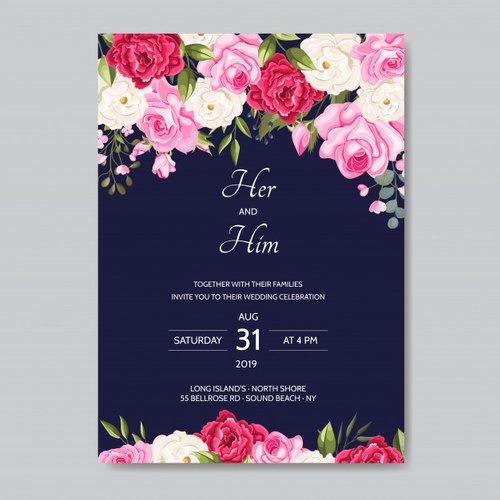 Her
AND
Him
TOGETHER WITH THEIR FAMILIES
INVITE YOU TO THEIR WEDDING CELEBRATION
AUG
SATURDAY 31 AT 4 PM
2019
LONG ISLAND'S - NORTH SHORE
55 BELLROSE RD - SOUND BEACH - NY